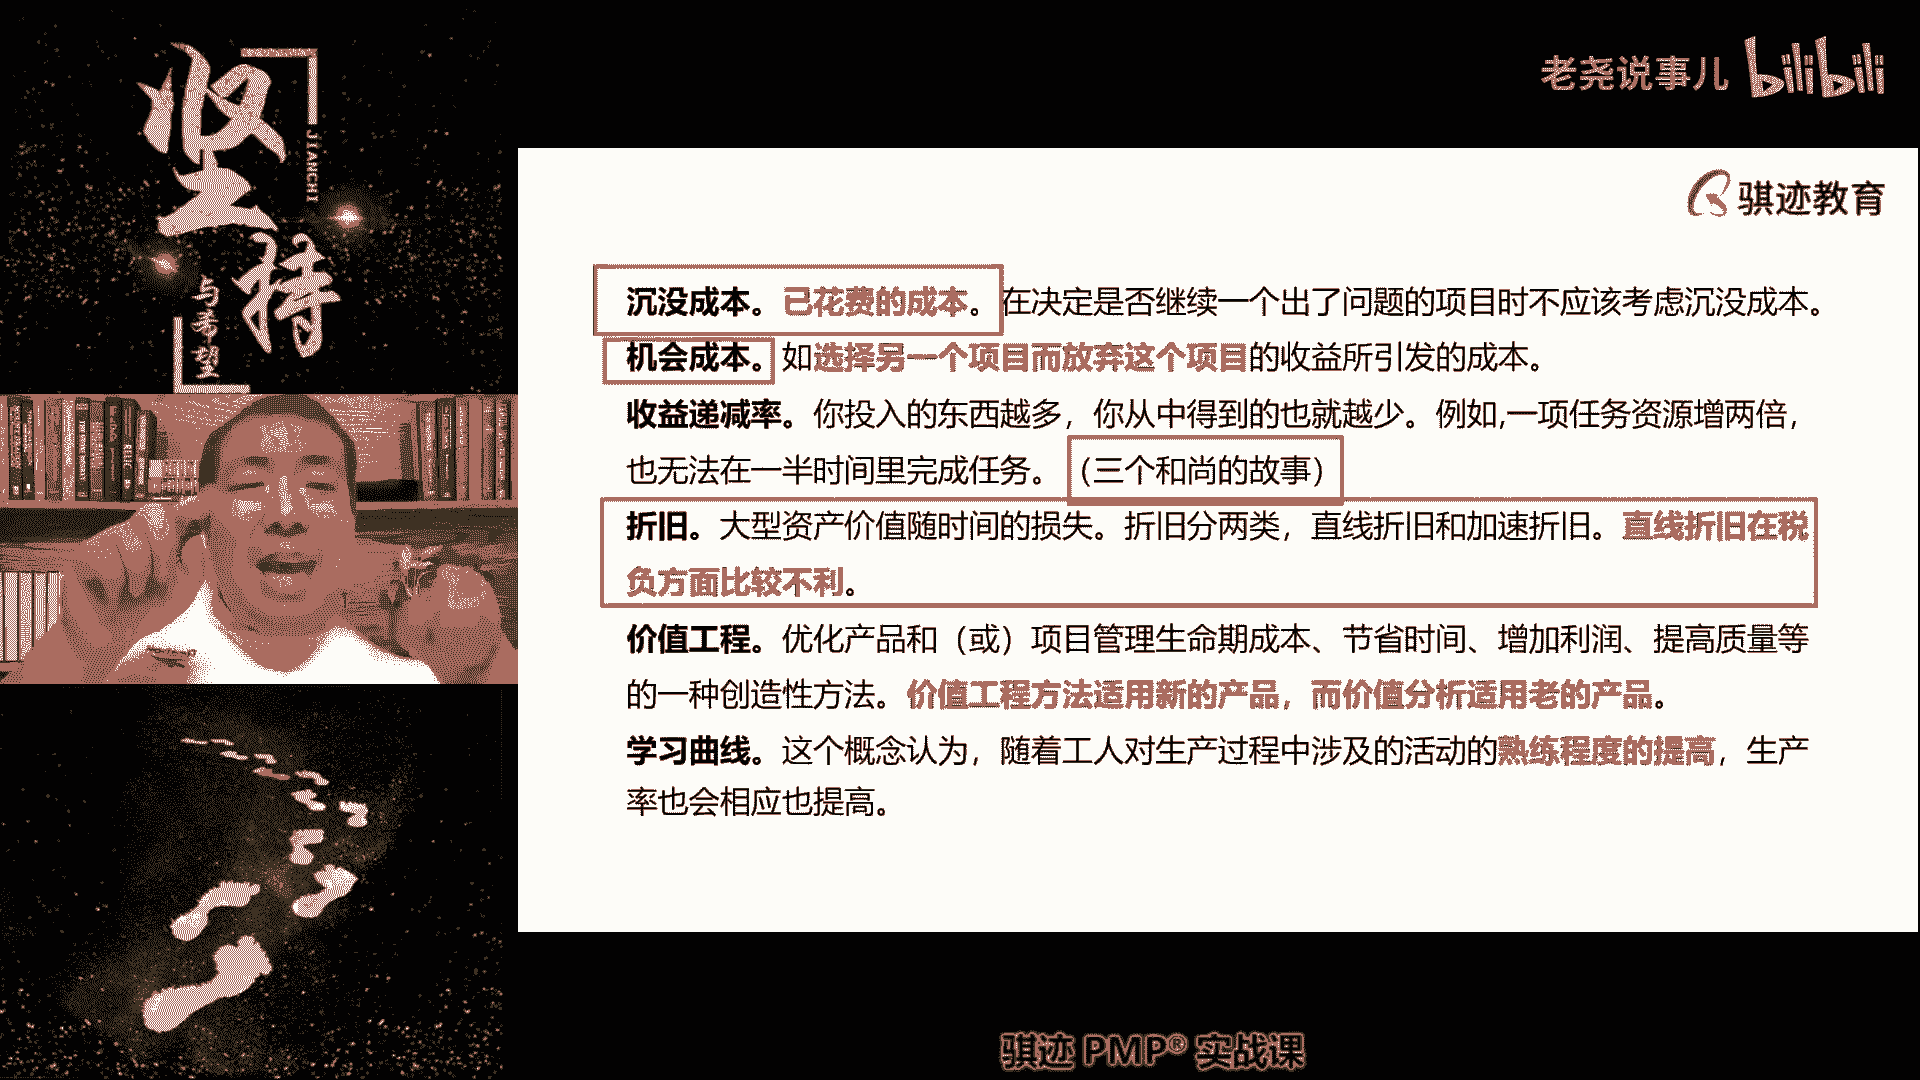 坚持
JIANCHI
与希望
老尧说事儿 bilibili
骐迹教育
沉没成本。已花费的成本。在决定是否继续一个出了问题的项目时不应该考虑沉没成本。
机会成本。如选择另一个项目而放弃这个项目的收益所引发的成本。
收益递减率。你投入的东西越多，你从中得到的也就越少。例如,一项任务资源增两倍，
也无法在一半时间里完成任务。（三个和尚的故事）
折旧。大型资产价值随时间的损失。折旧分两类，直线折旧和加速折旧。直线折旧在税
负方面比较不利。
价值工程。优化产品和（或）项目管理生命期成本、节省时间、增加利润、提高质量等
的一种创造性方法。价值工程方法适用新的产品，而价值分析适用老的产品。
学习曲线。这个概念认为，随着工人对生产过程中涉及的活动的熟练程度的提高，生产
率也会相应也提高。
骐迹 PMP® 实战课